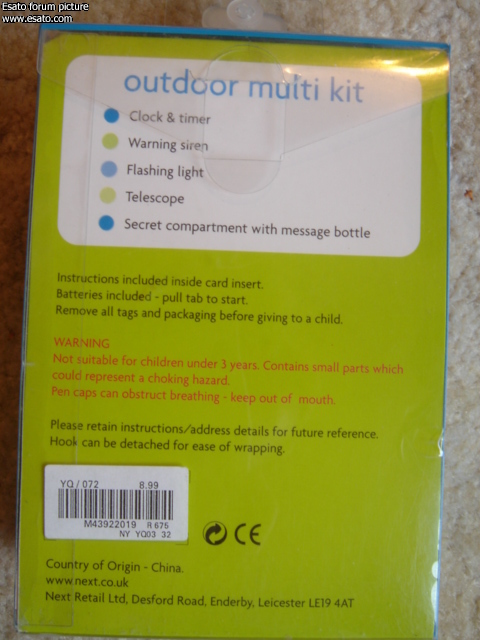 Esato forum picture
www.esato.com
outdoor multi kit
Clock & timer
Warning siren
Flashing light
Telescope
Secret compartment with message bottle
Instructions included inside card insert.
Batteries included - pull tab to start.
Remove all tags and packaging before giving to a child.
WARNING
Not suitable for children under 3 years. Contains small parts which
could represent a choking hazard.
Pen caps can obstruct breathing - keep out of mouth.
Please retain instructions/address details for future reference.
Hook can be detached for ease of wrapping.
YQ / 072 8.99
M43922019 R 675
NY YQ03 32
CE
Country of Origin - China.
www.next.co.uk
Next Retail Ltd, Desford Road, Enderby, Leicester LE19 4AT